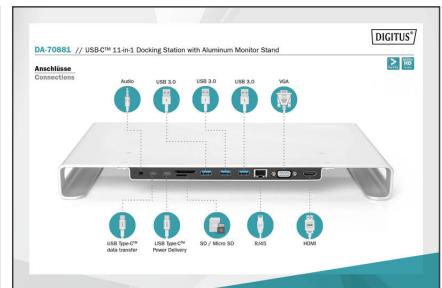 DIGITUS®
DA-70881 // USB-C™ 11-in-1 Docking Station with Aluminum Monitor Stand
Anschlüsse
Connections
Audio
USB 3.0
USB 3.0
USB 3.0
VGA
USB Type-C™
data transfer
USB Type-C™
Power Delivery
SD / Micro SD
RJ45
HDMI